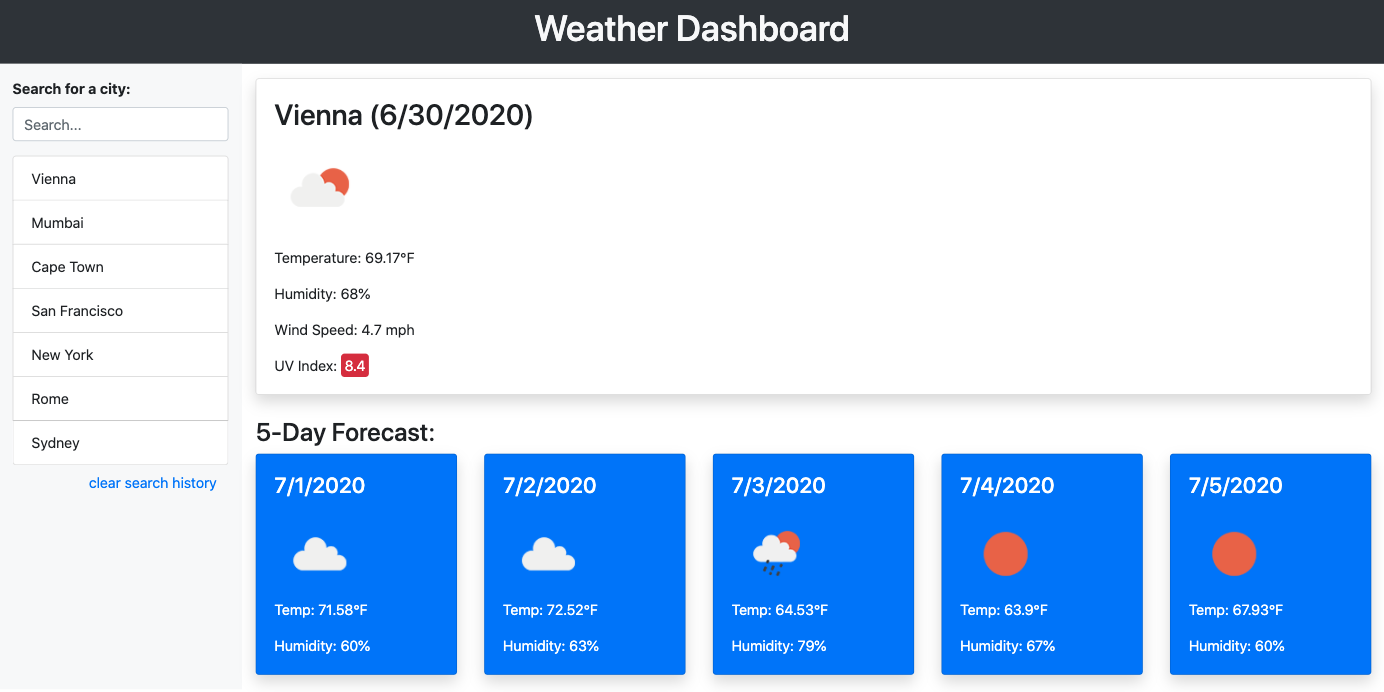 Weather Dashboard
Search for a city:
Search...
Vienna
Mumbai
Cape Town
San Francisco
New York
Rome
Sydney
clear search history
Vienna (6/30/2020)
Temperature: 69.17°F
Humidity: 68%
Wind Speed: 4.7 mph
UV Index: 8.4
5-Day Forecast:
7/1/2020
Temp: 71.58°F
Humidity: 60%
7/2/2020
Temp: 72.52°F
Humidity: 63%
7/3/2020
Temp: 64.53°F
Humidity: 79%
7/4/2020
Temp: 63.9°F
Humidity: 67%
7/5/2020
Temp: 67.93°F
Humidity: 60%